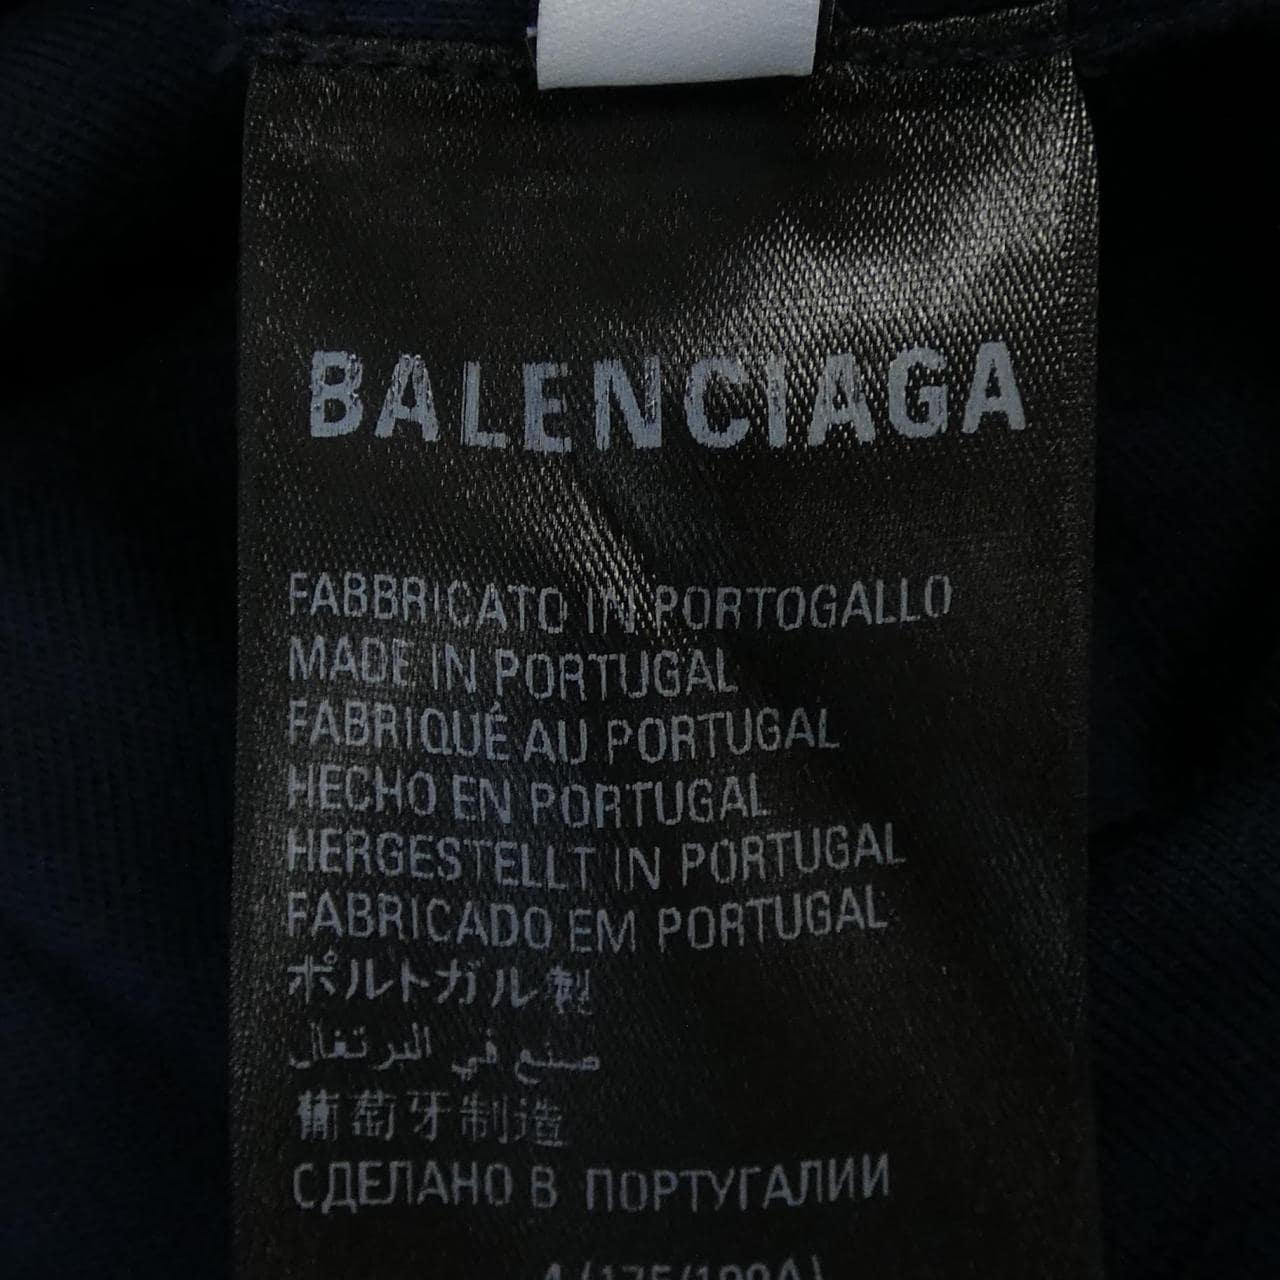 BALENCIAGA
FABBRICATO IN PORTOGALLO
MADE IN PORTUGAL
FABRIQUÉ AU PORTUGAL
HECHO EN PORTUGAL
HERGESTELLT IN PORTUGAL
FABRICADO EM PORTUGAL
ポルトガル製
صنع في البرتغال
葡萄牙制造
СДЕЛАНО В ПОРТУГАЛИИ